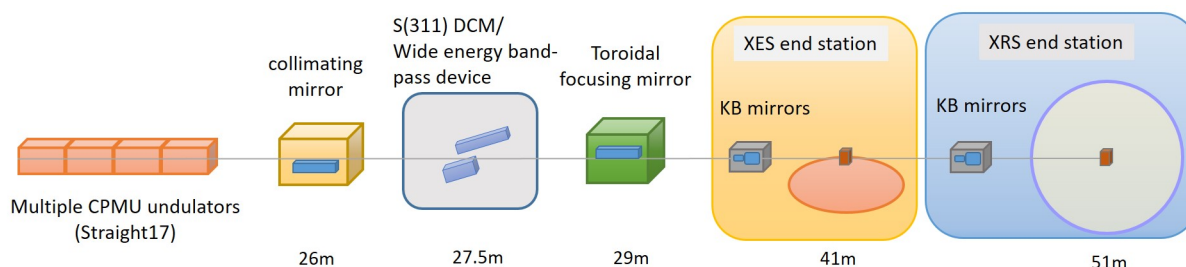 collimating
mirror
S(311) DCM/
Wide energy band-
pass device
Toroidal
focusing mirror
XES end station
XRS end station
KB mirrors
KB mirrors
Multiple CPMU undulators
(Straight17)
26m
27.5m
29m
41m
51m